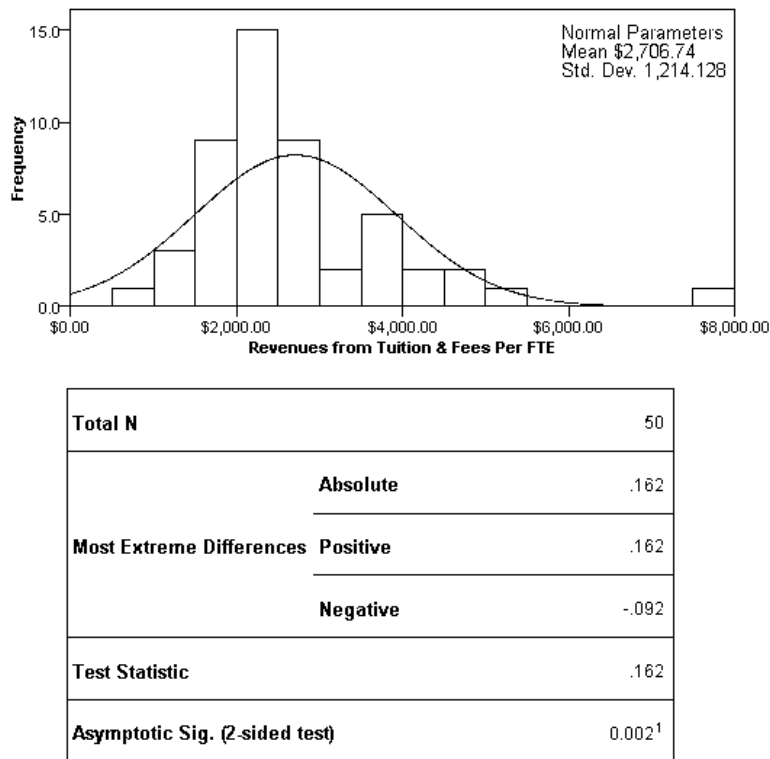 Normal Parameters
Mean $2,706.74
Std. Dev. 1,214.128
15.0
10.0
5.0
0.0
Frequency
$0.00 $2,000.00 $4,000.00 $6,000.00 $8,000.00
Revenues from Tuition & Fees Per FTE
Total N 50
Most Extreme Differences Absolute .162
Positive .162
Negative -.092
Test Statistic .162
Asymptotic Sig. (2-sided test) 0.002¹